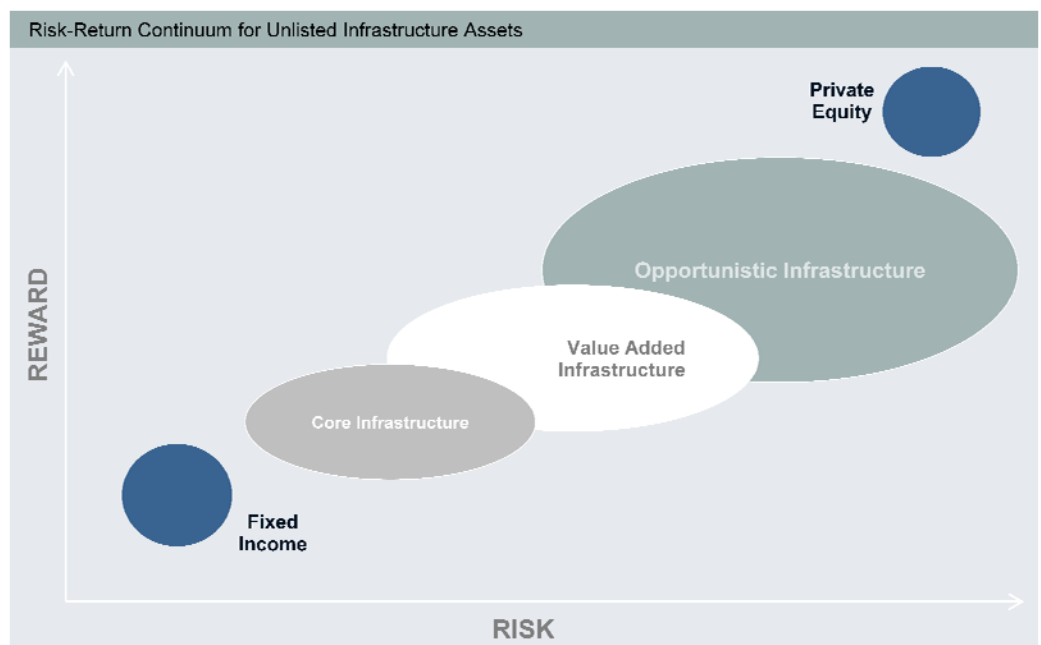 Risk-Return Continuum for Unlisted Infrastructure Assets
Private
Equity
Opportunistic Infrastructure
REWARD
Value Added
Infrastructure
Core Infrastructure
Fixed
Income
RISK